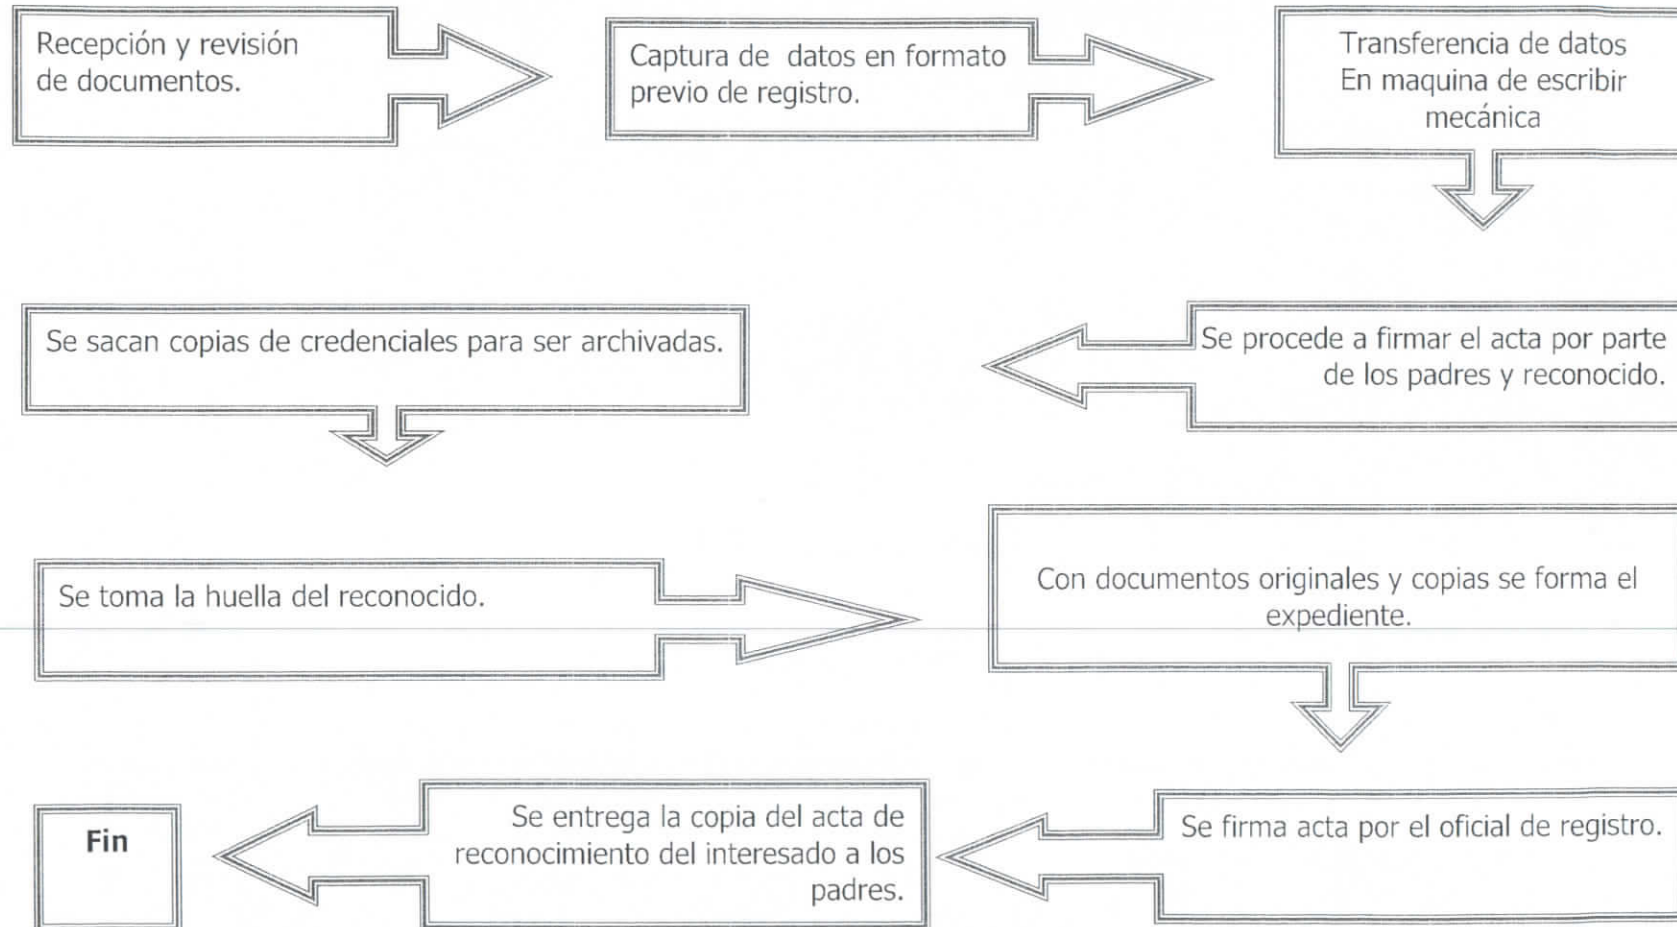 Recepción y revisión
de documentos.
Captura de datos en formato
previo de registro.
Transferencia de datos
En maquina de escribir
mecánica
Se procede a firmar el acta por parte
de los padres y reconocido.
Se sacan copias de credenciales para ser archivadas.
Se toma la huella del reconocido.
Con documentos originales y copias se forma el
expediente.
Se firma acta por el oficial de registro.
Se entrega la copia del acta de
reconocimiento del interesado a los
padres.
Fin